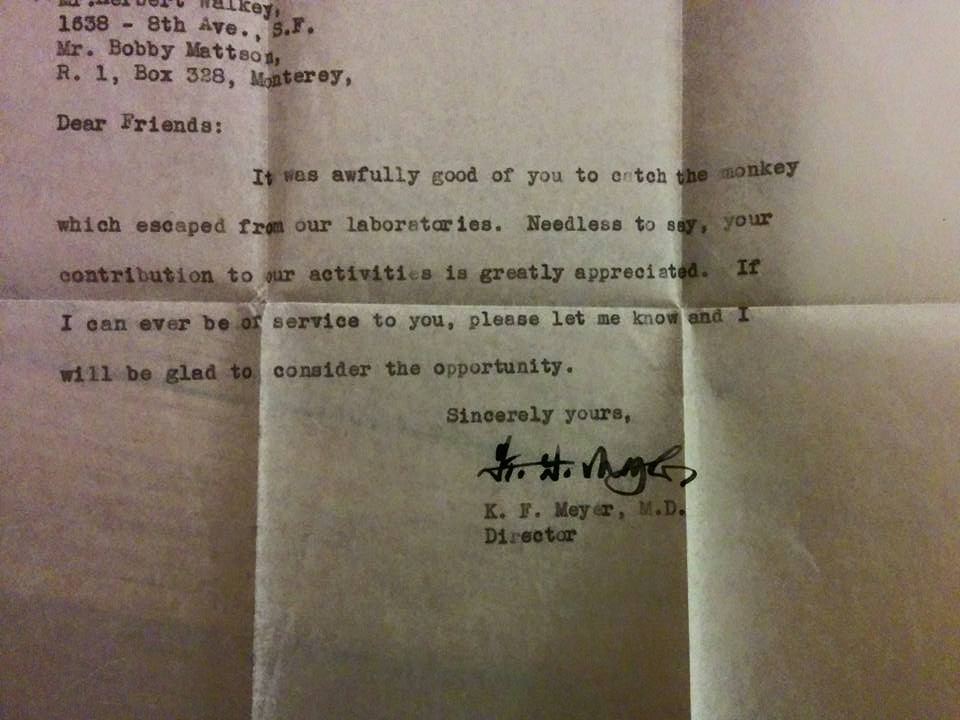 Mr. Herbert Walkey,
1638 - 8th Ave., S.F.
Mr. Bobby Mattson,
R. 1, Box 328, Monterey,
Dear Friends:
It was awfully good of you to catch the monkey
which escaped from our laboratories. Needless to say, your
contribution to our activities is greatly appreciated. If
I can ever be of service to you, please let me know and I
will be glad to consider the opportunity.
Sincerely yours,
K. F. Meyer, M.D.
Director